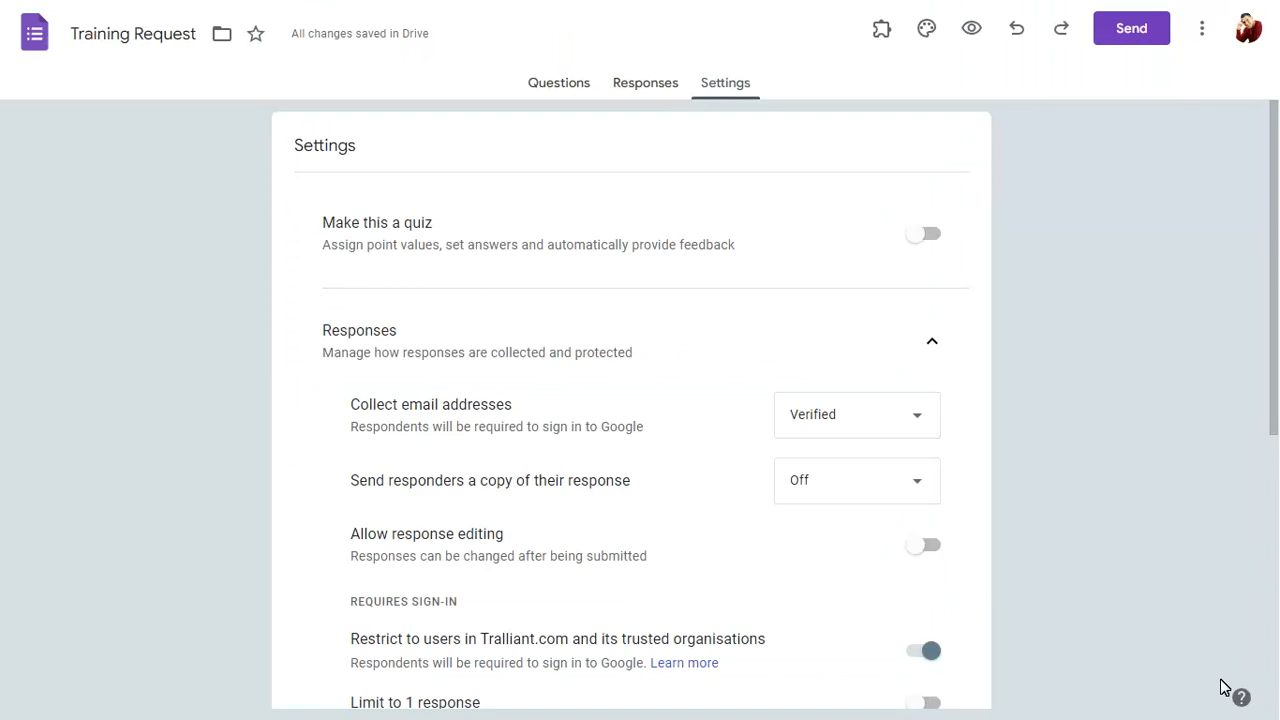 Training Request
All changes saved in Drive
Send
Questions
Responses
Settings
Settings
Make this a quiz
Assign point values, set answers and automatically provide feedback
Responses
Manage how responses are collected and protected
Collect email addresses
Respondents will be required to sign in to Google
Verified
Send responders a copy of their response
Off
Allow response editing
Responses can be changed after being submitted
REQUIRES SIGN-IN
Restrict to users in Tralliant.com and its trusted organisations
Respondents will be required to sign in to Google. Learn more
Limit to 1 response